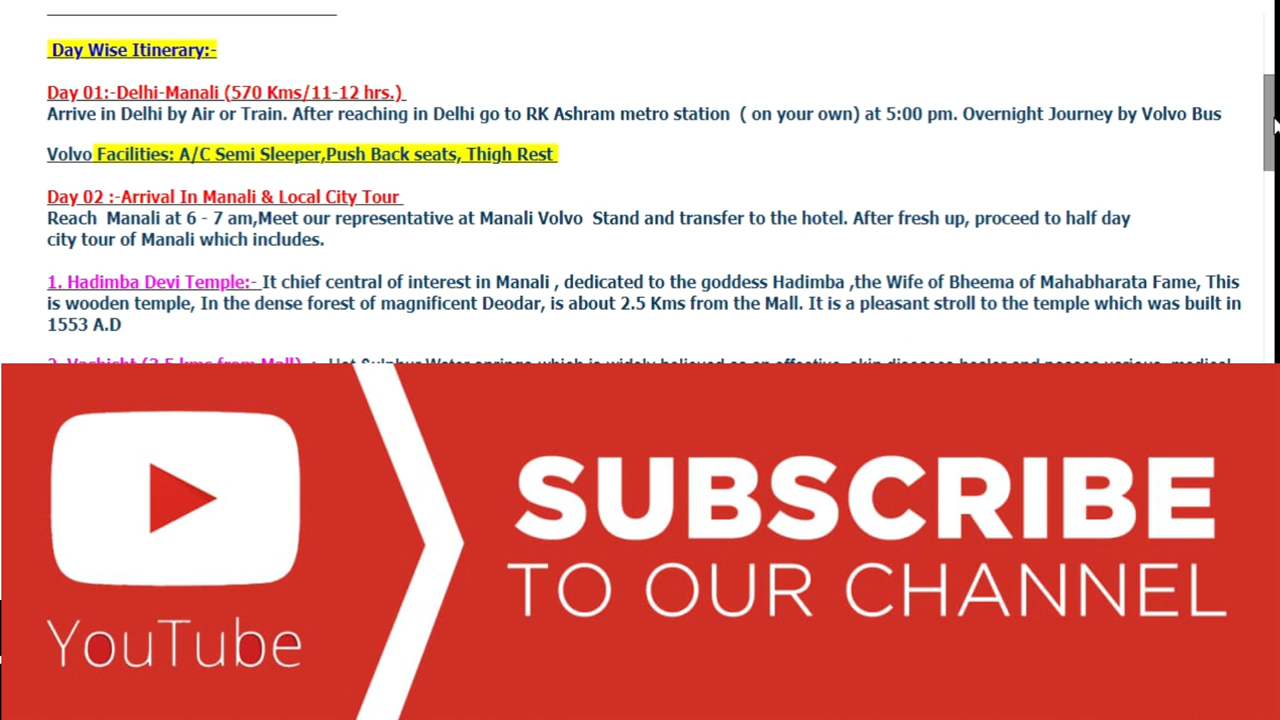 Day Wise Itinerary:-
Day 01:-Delhi-Manali (570 Kms/11-12 hrs.)
Arrive in Delhi by Air or Train. After reaching in Delhi go to RK Ashram metro station ( on your own) at 5:00 pm. Overnight Journey by Volvo Bus
Volvo Facilities: A/C Semi Sleeper,Push Back seats, Thigh Rest
Day 02 :-Arrival In Manali & Local City Tour
Reach Manali at 6 - 7 am,Meet our representative at Manali Volvo Stand and transfer to the hotel. After fresh up, proceed to half day
city tour of Manali which includes.
1. Hadimba Devi Temple:- It chief central of interest in Manali , dedicated to the goddess Hadimba ,the Wife of Bheema of Mahabharata Fame, This
is wooden temple, In the dense forest of magnificent Deodar, is about 2.5 Kms from the Mall. It is a pleasant stroll to the temple which was built in
1553 A.D
YouTube
SUBSCRIBE
TO OUR CHANNEL